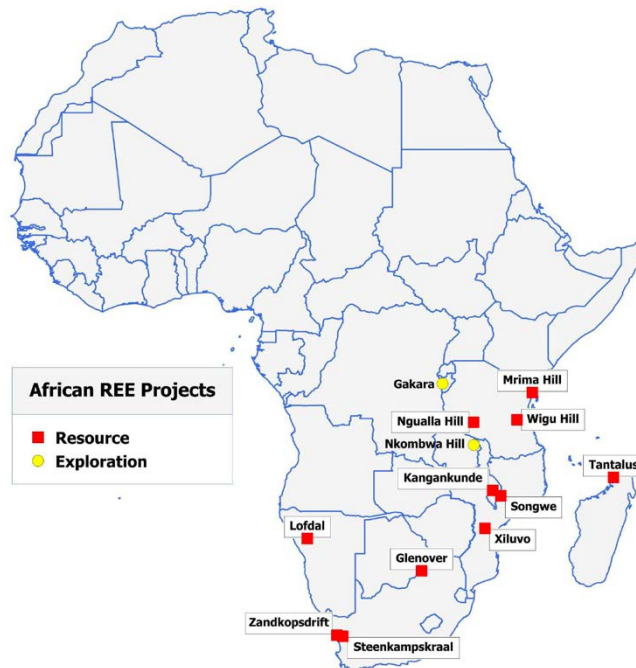 Gakara
Mrima Hill
Ngualla Hill
Wigu Hill
Nkombwa Hill
Tantalus
Kangankunde
Songwe
Xiluvo
Lofdal
Glenover
Zandkopsdrift
Steenkampskraal
African REE Projects
Resource
Exploration